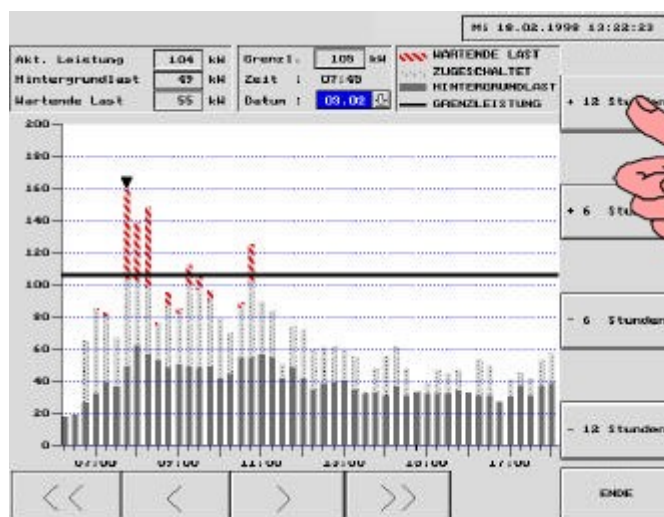 Mi 18.02.1998 13:22:23
Akt. Leistung 104 kW
Hintergrundlast 49 kW
Wartende Last 55 kW
Grenzl. 105 kW
Zeit : 07:45
Datum : 09.02
WARTENDE LAST
ZUGESCHALTET
HINTERGRUNDLAST
GRENZLEISTUNG
200
180
160
140
120
100
80
60
40
20
0
07:00 09:00 11:00 13:00 15:00 17:00
+ 12 Stunden
+ 6 Stunden
- 6 Stunden
- 12 Stunden
<< < > >>
ENDE